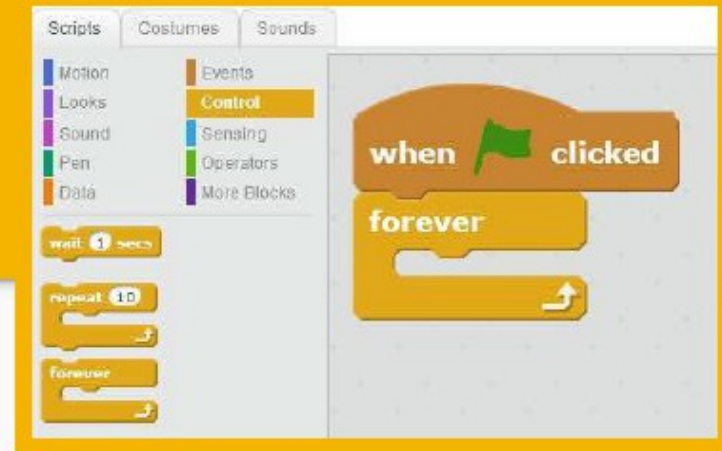 Scripts Costumes Sounds
Motion Events
Looks Control
Sound Sensing
Pen Operators
Data More Blocks
wait 1 secs
repeat 10
forever
when clicked
forever